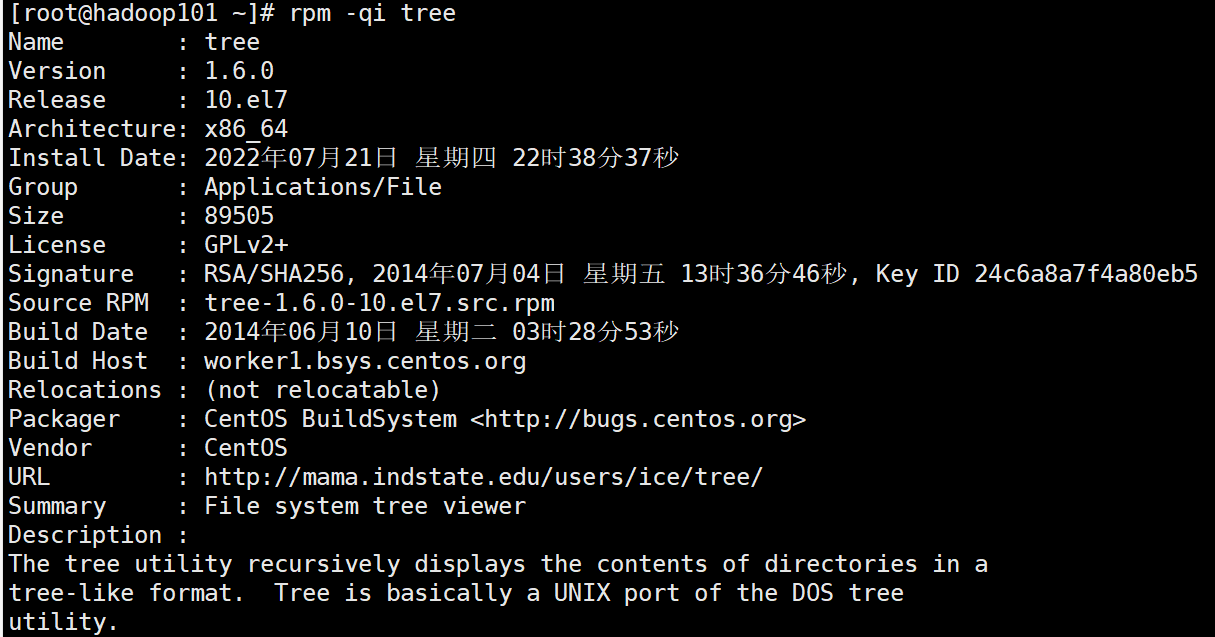 [root@hadoop101 ~]# rpm -qi tree
Name        : tree
Version     : 1.6.0
Release     : 10.el7
Architecture: x86_64
Install Date: 2022年07月21日 星期四 22时38分37秒
Group       : Applications/File
Size        : 89505
License     : GPLv2+
Signature   : RSA/SHA256, 2014年07月04日 星期五 13时36分46秒, Key ID 24c6a8a7f4a80eb5
Source RPM  : tree-1.6.0-10.el7.src.rpm
Build Date  : 2014年06月10日 星期二 03时28分53秒
Build Host  : worker1.bsys.centos.org
Relocations : (not relocatable)
Packager    : CentOS BuildSystem <http://bugs.centos.org>
Vendor      : CentOS
URL         : http://mama.indstate.edu/users/ice/tree/
Summary     : File system tree viewer
Description :
The tree utility recursively displays the contents of directories in a
tree-like format.  Tree is basically a UNIX port of the DOS tree
utility.